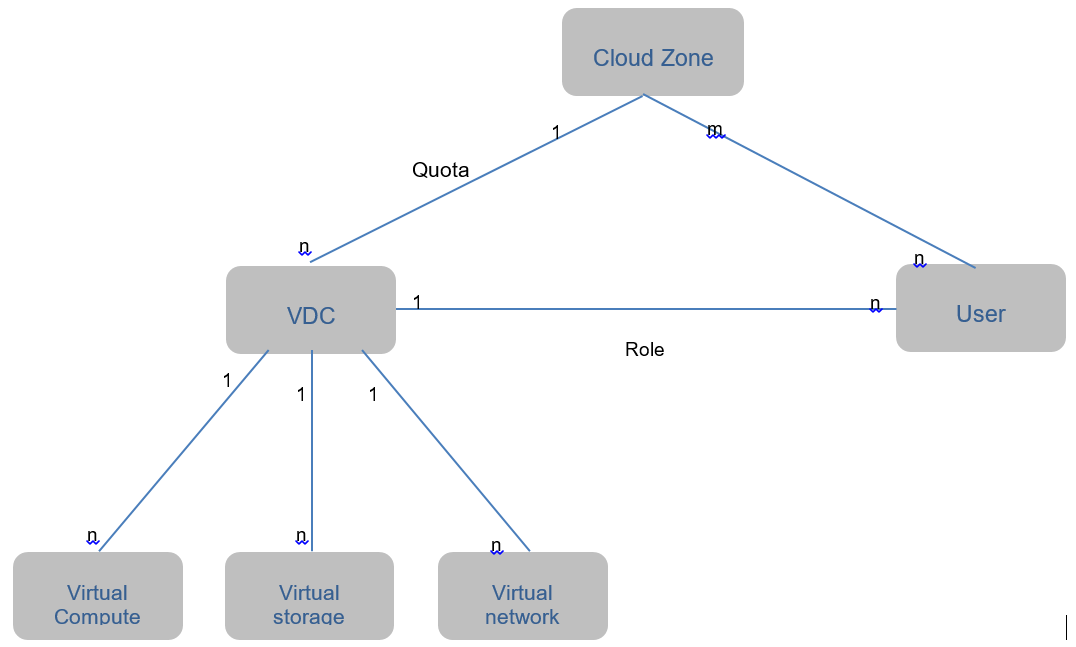 Cloud Zone
1
m
Quota
n
n
VDC
1
n
User
Role
1
1
1
n
n
n
Virtual
Compute
Virtual
storage
Virtual
network